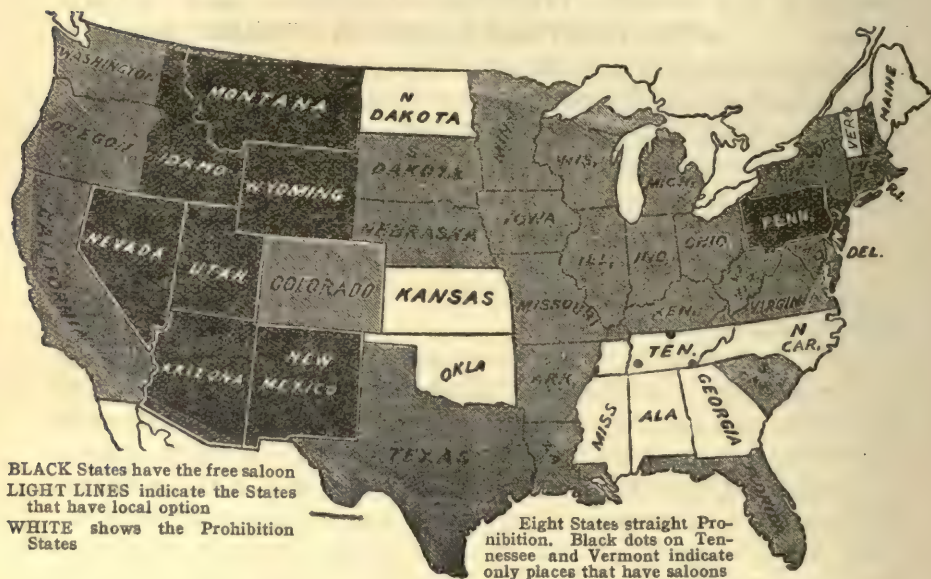 WASHINGTON
MONTANA
N
DAKOTA
MINN
MAINE
VER
OREGON
IDAHO
WYOMING
S
DAKOTA
WIS.
MICH.
R.I.
NEVADA
UTAH
COLORADO
NEBRASKA
IOWA
ILL.
IND.
OHIO
PENN.
N.J.
DEL.
CALIFORNIA
KANSAS
MISSOURI
KEN.
VIRGINIA
ARIZONA
NEW
MEXICO
OKLA
ARK.
TEN.
N
CAR.
MISS
ALA
GEORGIA
TEXAS
BLACK States have the free saloon
LIGHT LINES indicate the States
that have local option
WHITE shows the Prohibition
States
Eight States straight Pro-
hibition. Black dots on Ten-
nessee and Vermont indicate
only places that have saloons